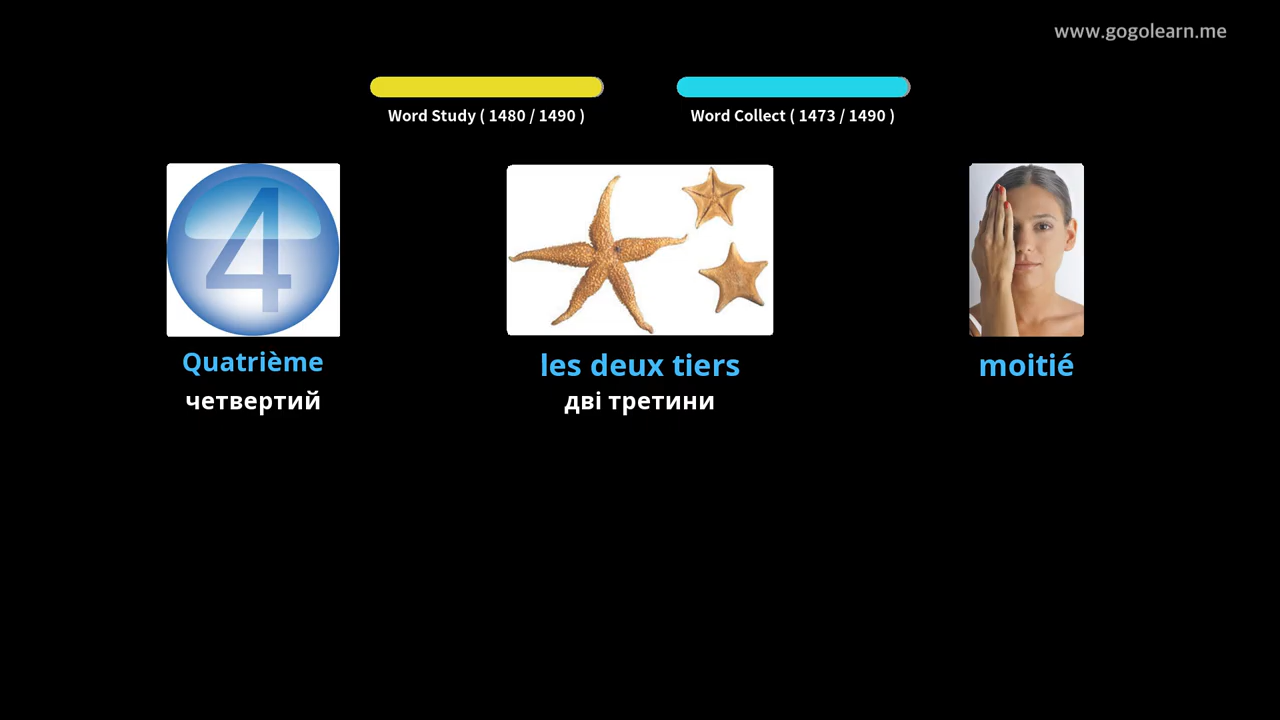 www.gogolearn.me
Word Study ( 1480 / 1490 )
Word Collect ( 1473 / 1490 )
4
Quatrième
les deux tiers
moitié
четвертий
дві третини